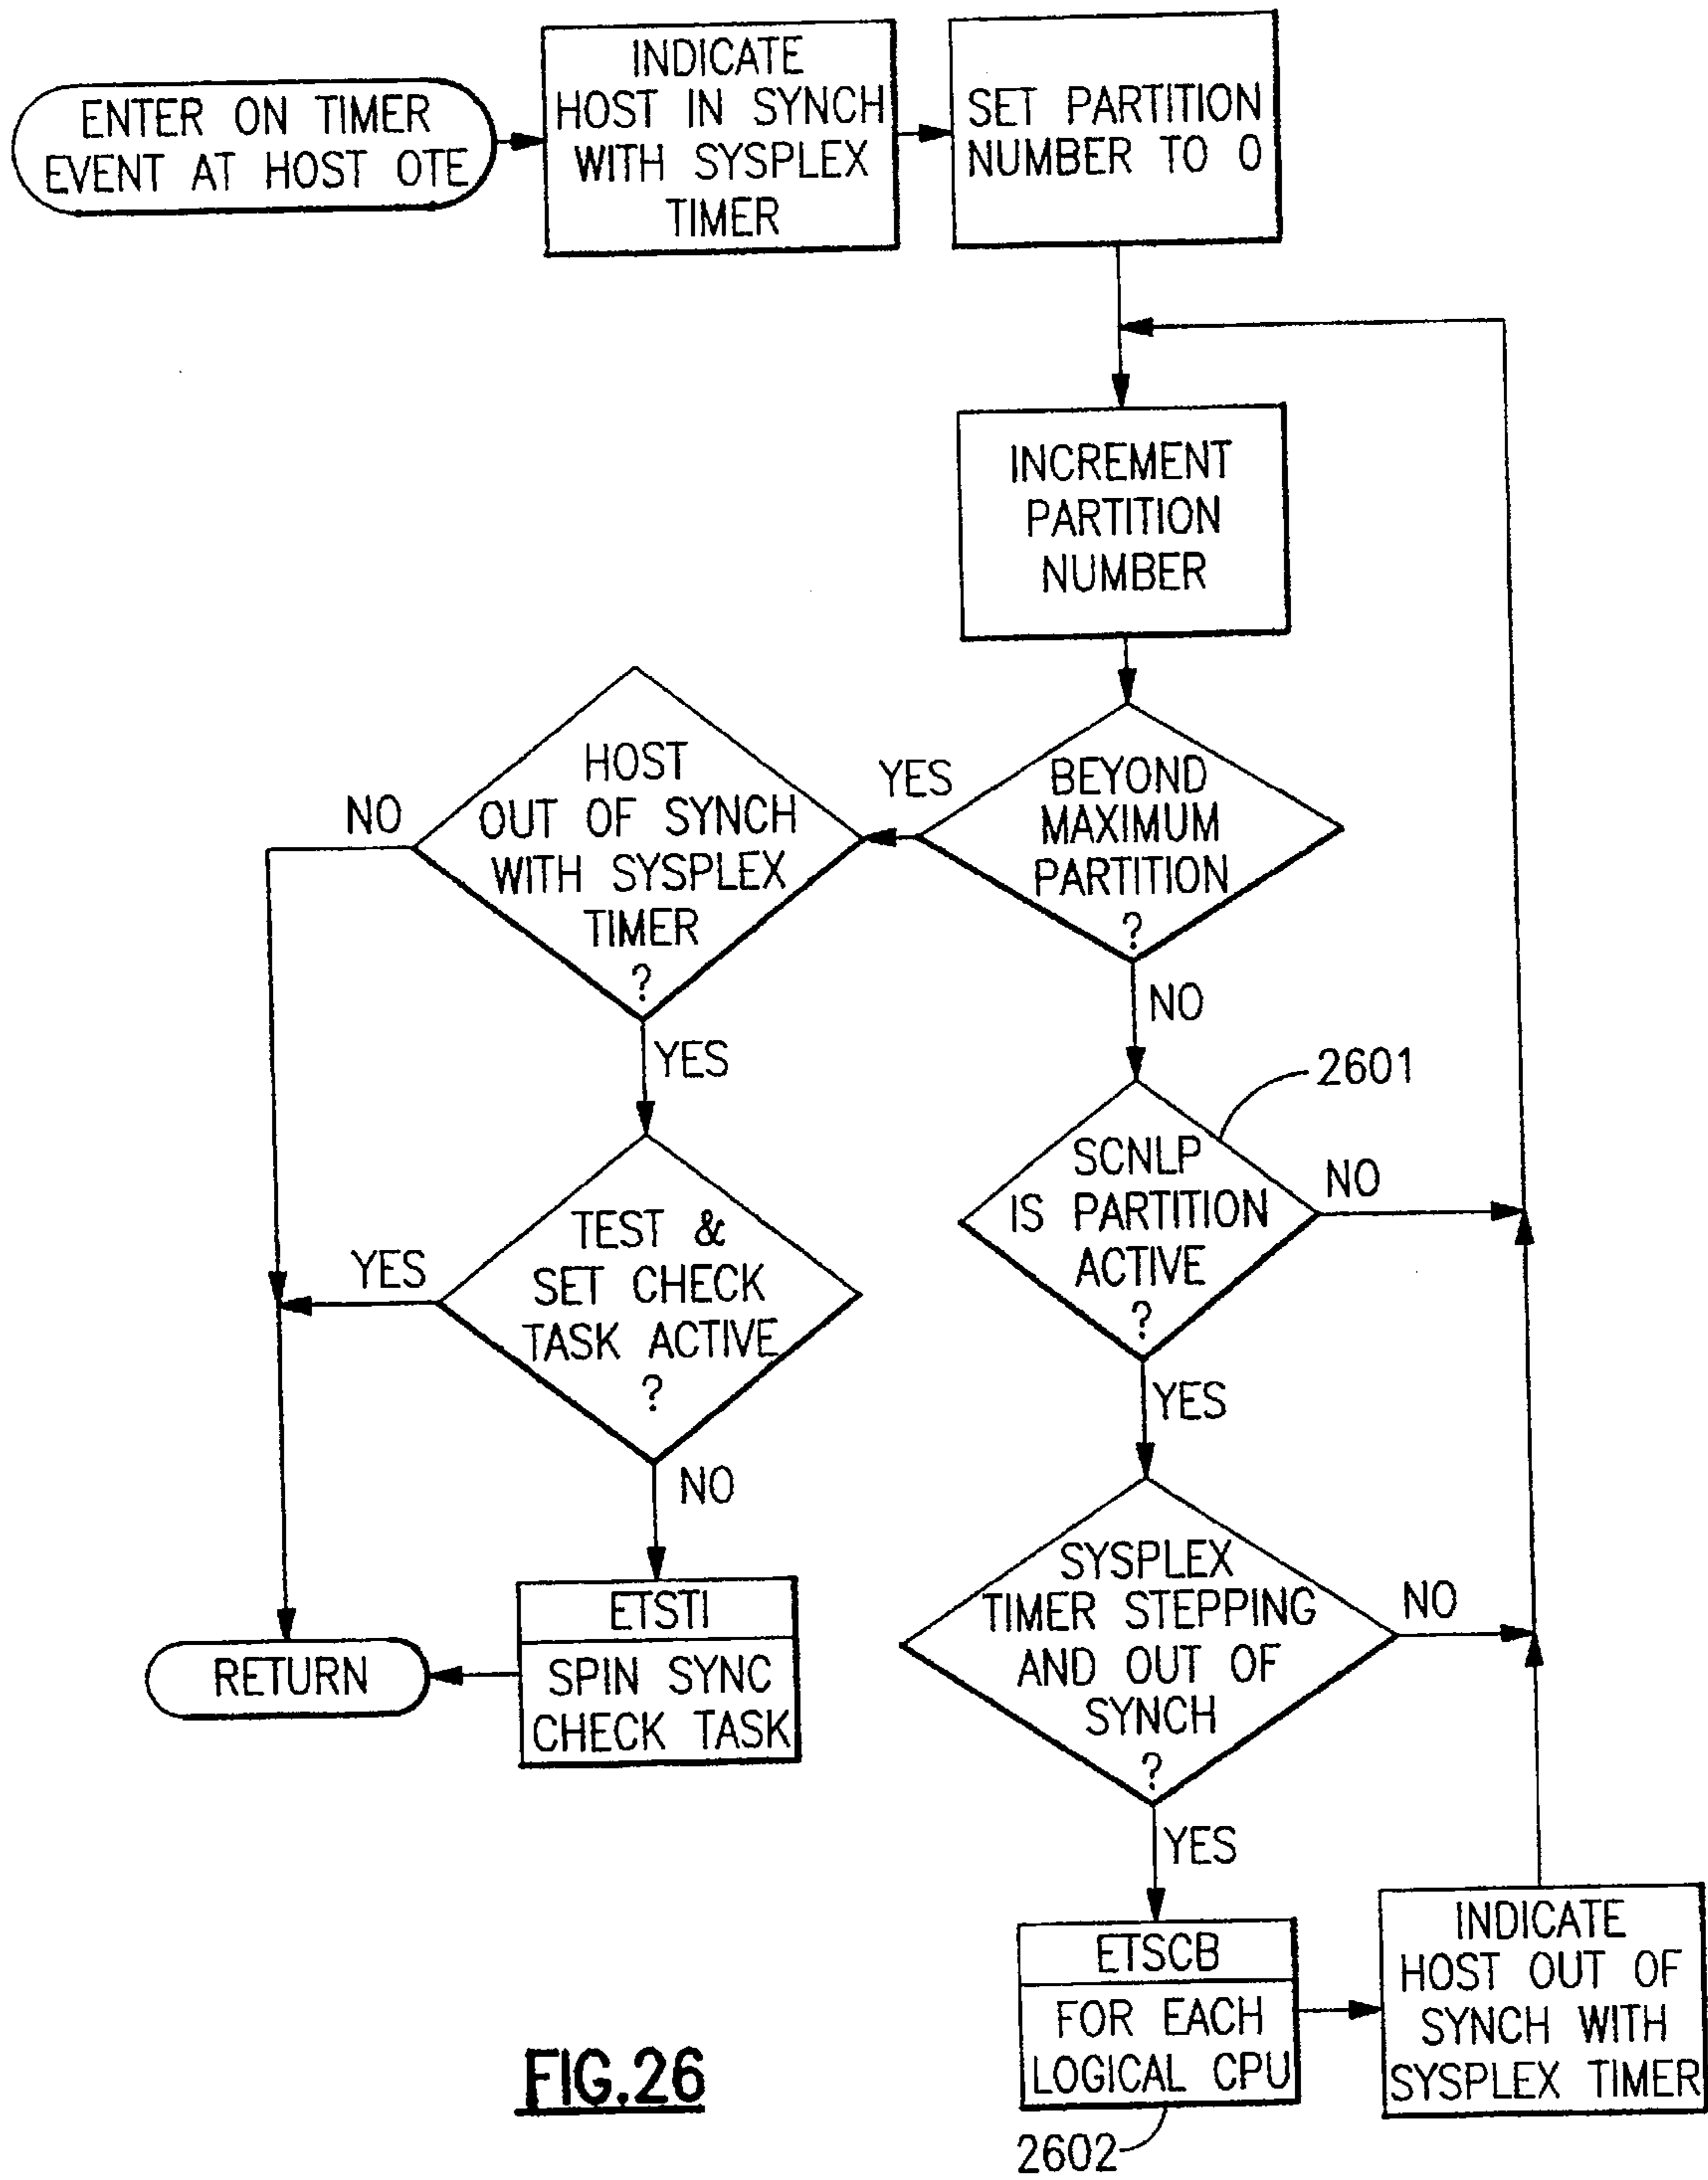 ENTER ON TIMER
EVENT AT HOST OTE
INDICATE
HOST IN SYNCH
WITH SYSPLEX
TIMER
SET PARTITION
NUMBER TO 0
INCREMENT
PARTITION
NUMBER
BEYOND
MAXIMUM
PARTITION
?
YES
NO
HOST
OUT OF SYNCH
WITH SYSPLEX
TIMER
?
NO
YES
TEST &
SET CHECK
TASK ACTIVE
?
YES
NO
ETSTI
SPIN SYNC
CHECK TASK
RETURN
2601
SCNLP
IS PARTITION
ACTIVE
?
NO
YES
SYSPLEX
TIMER STEPPING
AND OUT OF
SYNCH
?
NO
YES
ETSCB
FOR EACH
LOGICAL CPU
2602
INDICATE
HOST OUT OF
SYNCH WITH
SYSPLEX TIMER
FIG.26